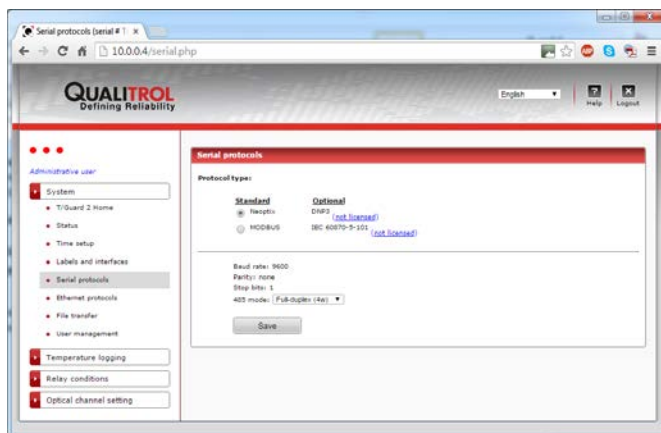 Serial protocols (serial # T
10.0.0.4/serial.php
QUALITROL
Defining Reliability
English
Help
Logout
Administrative user
System
T/Guard 2 Home
Status
Time setup
Labels and interfaces
Serial protocols
Ethernet protocols
File transfer
User management
Temperature logging
Relay conditions
Optical channel setting
Serial protocols
Protocol type:
Standard Optional
Neoptix DNP3 (not licensed)
MODBUS IEC 60870-5-101 (not licensed)
Baud rate: 9600
Parity: none
Stop bits: 1
485 mode: Full-duplex (4w)
Save